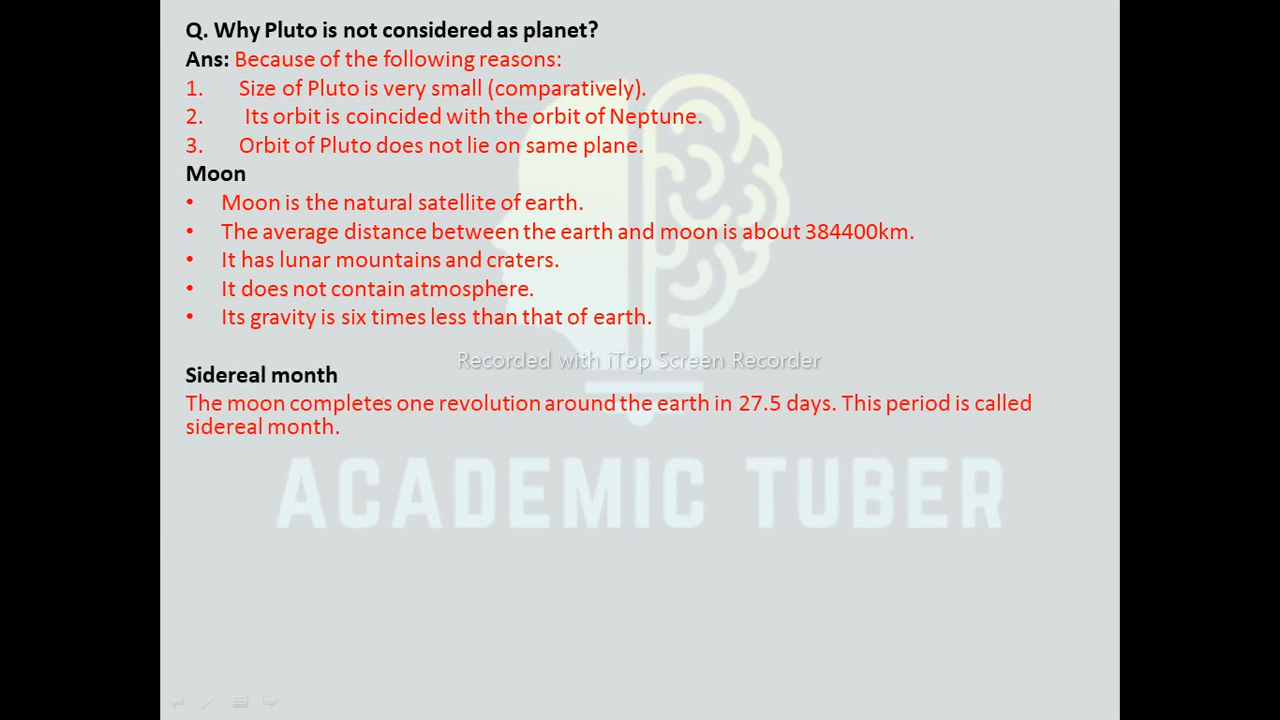 Q. Why Pluto is not considered as planet?
Ans: Because of the following reasons:
1. Size of Pluto is very small (comparatively).
2. Its orbit is coincided with the orbit of Neptune.
3. Orbit of Pluto does not lie on same plane.
Moon
• Moon is the natural satellite of earth.
• The average distance between the earth and moon is about 384400km.
• It has lunar mountains and craters.
• It does not contain atmosphere.
• Its gravity is six times less than that of earth.
Recorded with iTop Screen Recorder
Sidereal month
The moon completes one revolution around the earth in 27.5 days. This period is called
sidereal month.
ACADEMIC TUBER